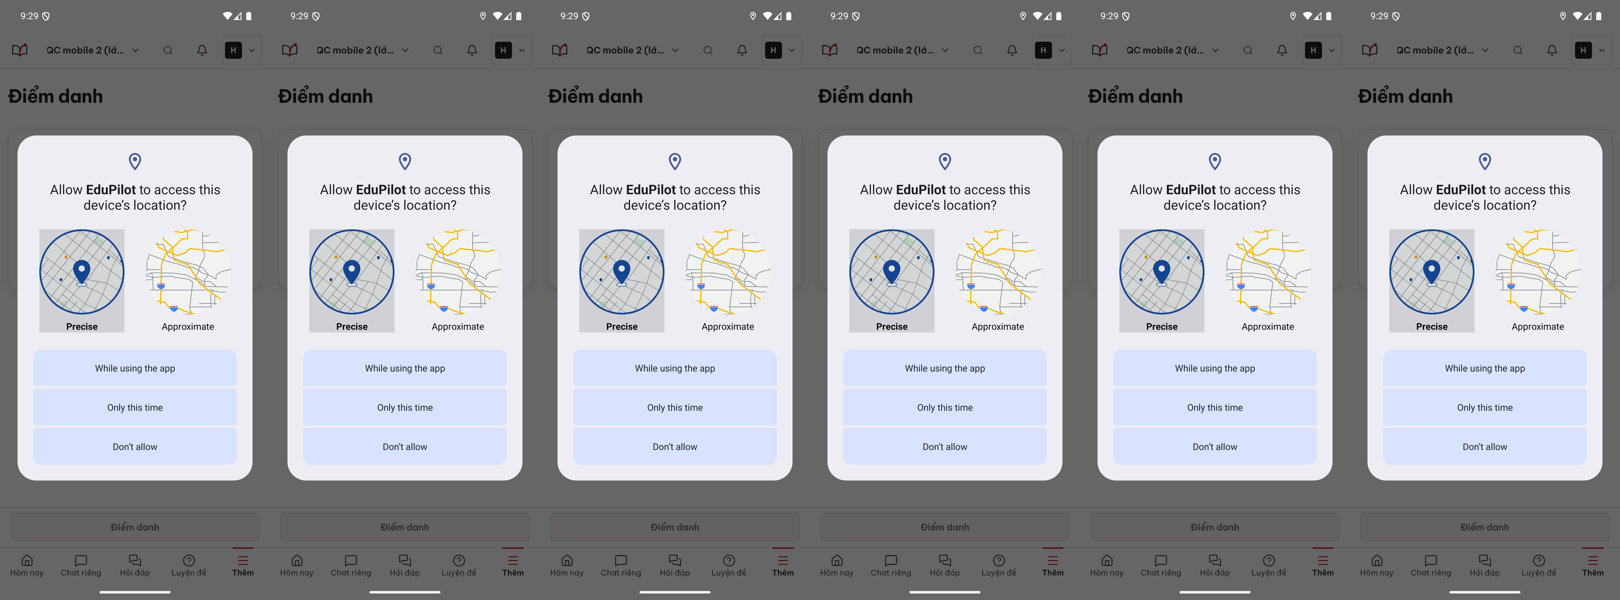 9:29
QC mobile 2 (lớ...
H
Điểm danh
Allow EduPilot to access this
device's location?
Precise
Approximate
While using the app
Only this time
Don't allow
Điểm danh
Hôm nay
Chat riêng
Hỏi đáp
Luyện đề
Thêm
9:29
QC mobile 2 (lớ...
H
Điểm danh
Allow EduPilot to access this
device's location?
Precise
Approximate
While using the app
Only this time
Don't allow
Điểm danh
Hôm nay
Chat riêng
Hỏi đáp
Luyện đề
Thêm
9:29
QC mobile 2 (lớ...
H
Điểm danh
Allow EduPilot to access this
device's location?
Precise
Approximate
While using the app
Only this time
Don't allow
Điểm danh
Hôm nay
Chat riêng
Hỏi đáp
Luyện đề
Thêm
9:29
QC mobile 2 (lớ...
H
Điểm danh
Allow EduPilot to access this
device's location?
Precise
Approximate
While using the app
Only this time
Don't allow
Điểm danh
Hôm nay
Chat riêng
Hỏi đáp
Luyện đề
Thêm
9:29
QC mobile 2 (lớ...
H
Điểm danh
Allow EduPilot to access this
device's location?
Precise
Approximate
While using the app
Only this time
Don't allow
Điểm danh
Hôm nay
Chat riêng
Hỏi đáp
Luyện đề
Thêm
9:29
QC mobile 2 (lớ...
H
Điểm danh
Allow EduPilot to access this
device's location?
Precise
Approximate
While using the app
Only this time
Don't allow
Điểm danh
Hôm nay
Chat riêng
Hỏi đáp
Luyện đề
Thêm